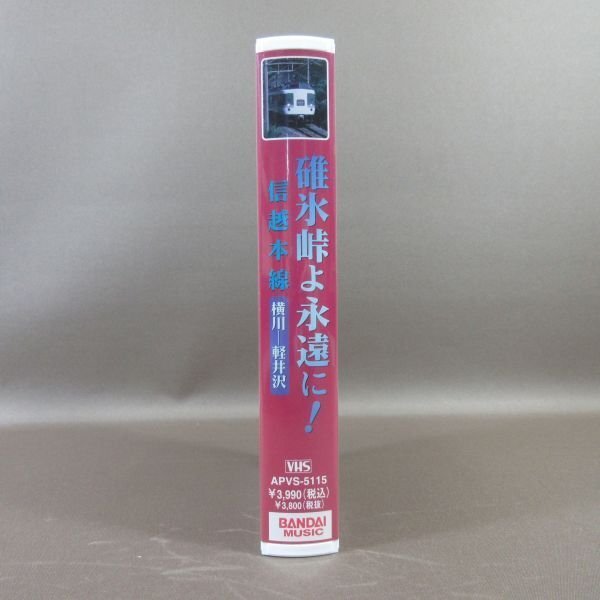 碓氷峠よ永遠に!
信越本線
横川―軽井沢
VHS
APVS-5115
¥3,990(税込)
¥3,800(税抜)
BANDAI
MUSIC